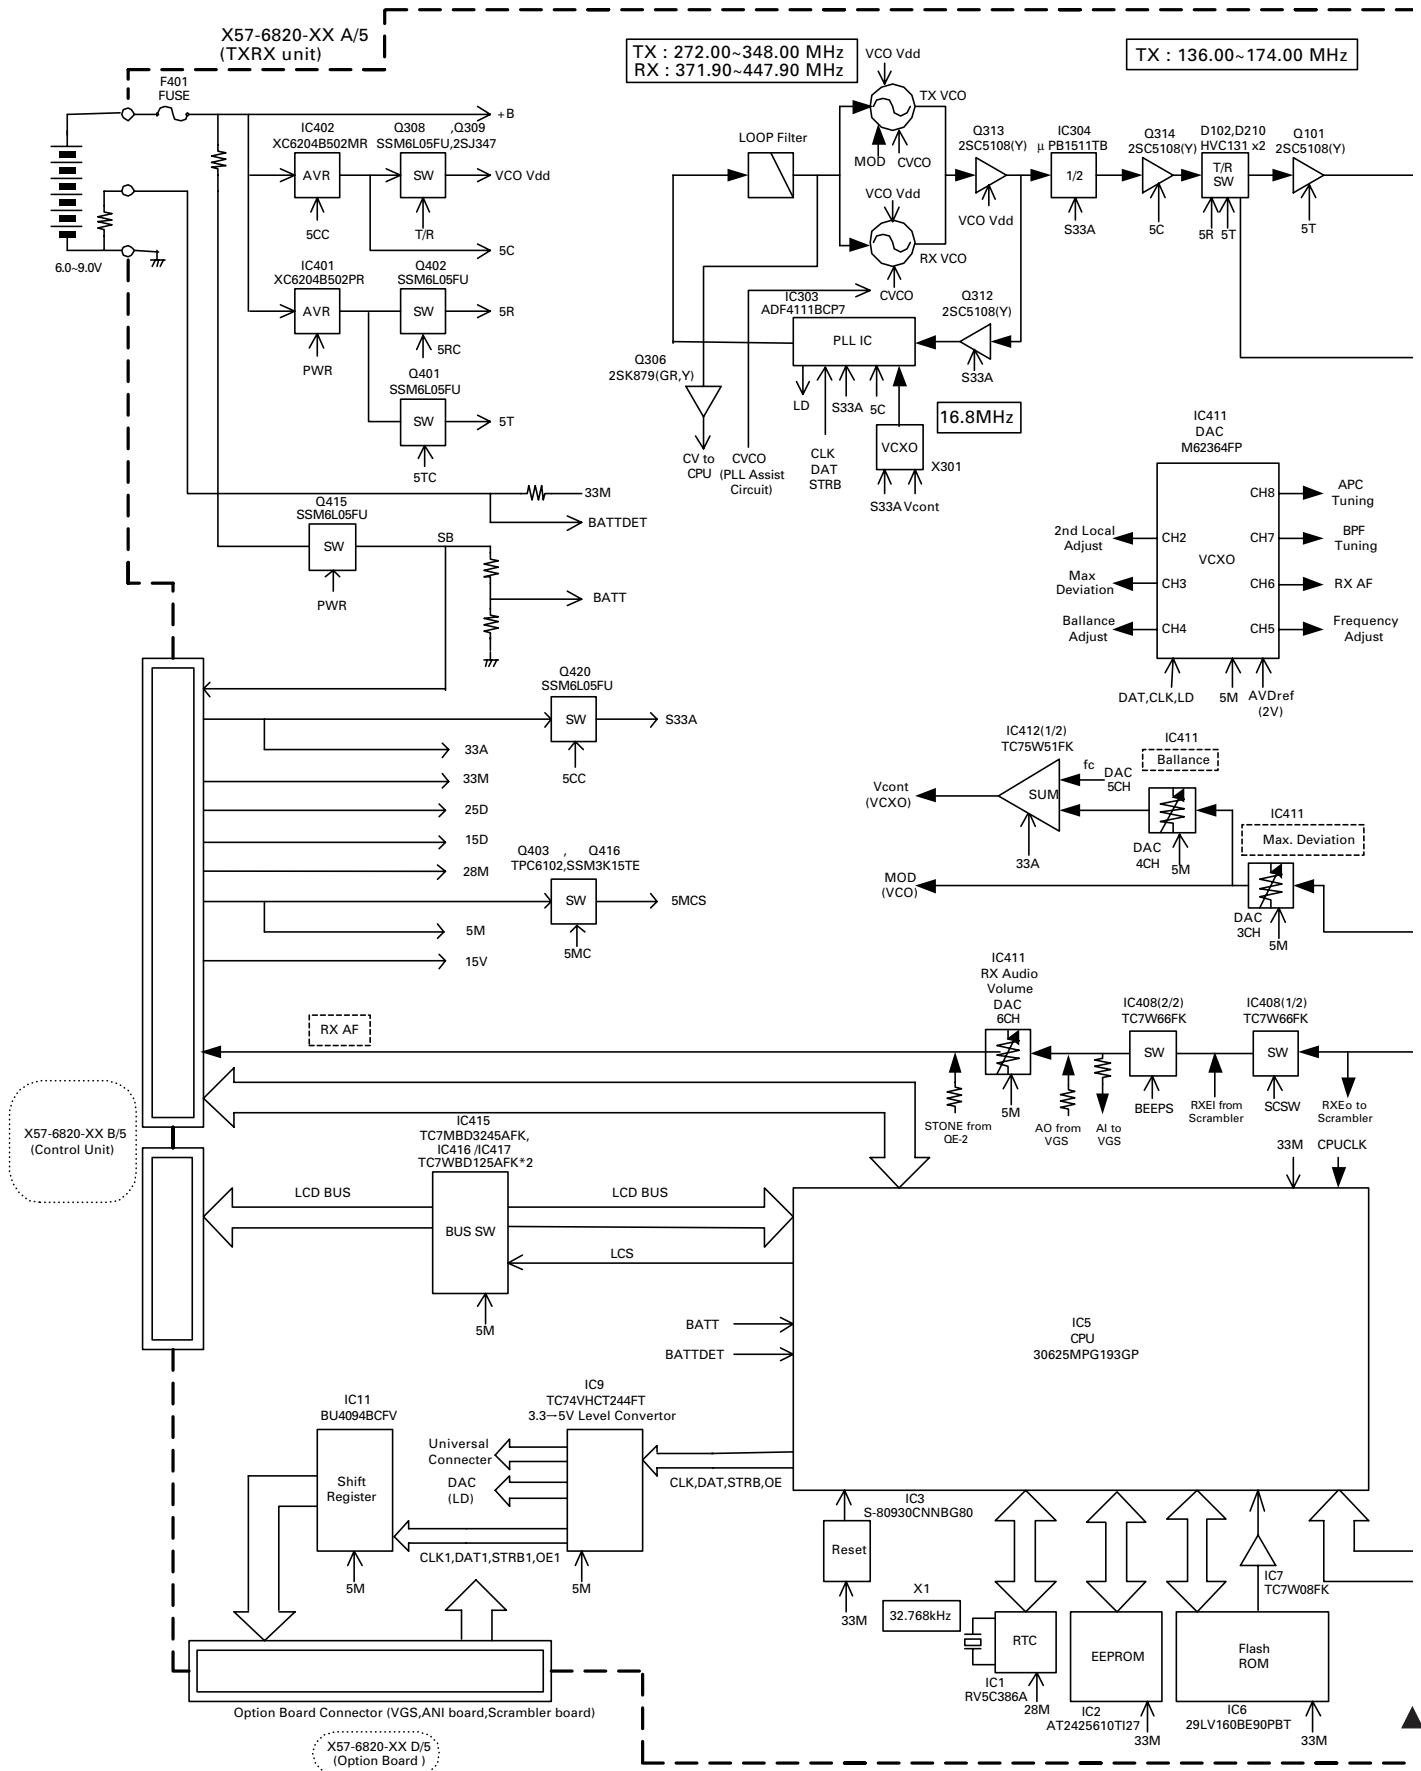 X57-6820-XX A/5
(TXRX unit)
F401
FUSE
+B
IC402
XC6204B502MR
AVR
5CC
Q308 ,Q309
SSM6L05FU,2SJ347
SW
T/R
VCO Vdd
5C
6.0~9.0V
IC401
XC6204B502PR
AVR
PWR
Q402
SSM6L05FU
SW
5RC
5R
Q401
SSM6L05FU
SW
5TC
5T
33M
BATTDET
Q415
SSM6L05FU
SW
PWR
SB
BATT
TX : 272.00~348.00 MHz
RX : 371.90~447.90 MHz
VCO Vdd
TX VCO
MOD
CVCO
LOOP Filter
VCO Vdd
RX VCO
CVCO
Q313
2SC5108(Y)
VCO Vdd
IC304
μPB1511TB
1/2
S33A
Q314
2SC5108(Y)
5C
TX : 136.00~174.00 MHz
D102,D210
HVC131 x2
T/R
SW
5R 5T
Q101
2SC5108(Y)
5T
IC303
ADF4111BCP7
PLL IC
Q312
2SC5108(Y)
S33A
LD
CLK
DAT
STRB
S33A
5C
16.8MHz
VCXO
X301
S33A Vcont
Q306
2SK879(GR,Y)
CV to
CPU
CVCO
(PLL Assist
Circuit)
IC411
DAC
M62364FP
VCXO
CH8
APC
Tuning
CH2
2nd Local
Adjust
CH7
BPF
Tuning
CH3
Max
Deviation
CH6
RX AF
CH4
Ballance
Adjust
CH5
Frequency
Adjust
DAT,CLK,LD
5M
AVDref
(2V)
Q420
SSM6L05FU
SW
5CC
S33A
33A
33M
25D
15D
28M
Q403 , Q416
TPC6102,SSM3K15TE
SW
5MC
5MCS
5M
15V
IC412(1/2)
TC75W51FK
SUM
33A
Vcont
(VCXO)
fc
DAC
5CH
IC411
Ballance
DAC
4CH
5M
IC411
Max. Deviation
DAC
3CH
5M
MOD
(VCO)
RX AF
IC411
RX Audio
Volume
DAC
6CH
5M
STONE from
QE-2
AO from
VGS
AI to
VGS
IC408(2/2)
TC7W66FK
SW
BEEPS
RXEI from
Scrambler
IC408(1/2)
TC7W66FK
SW
SCSW
RXEo to
Scrambler
X57-6820-XX B/5
(Control Unit)
IC415
TC7MBD3245AFK,
IC416 /IC417
TC7WBD125AFK*2
BUS SW
LCD BUS
LCD BUS
LCS
5M
33M
CPUCLK
BATT
BATTDET
IC5
CPU
30625MPG193GP
IC11
BU4094BCFV
Shift
Register
5M
IC9
TC74VHCT244FT
3.3→5V Level Convertor
Universal
Connecter
DAC
(LD)
CLK1,DAT1,STRB1,OE1
5M
CLK,DAT,STRB,OE
IC3
S-80930CNNBG80
Reset
33M
X1
32.768kHz
RTC
IC1
RV5C386A
28M
EEPROM
IC2
AT2425610TI27
33M
IC7
TC7W08FK
Flash
ROM
IC6
29LV160BE90PBT
33M
Option Board Connector (VGS,ANI board,Scrambler board)
X57-6820-XX D/5
(Option Board )